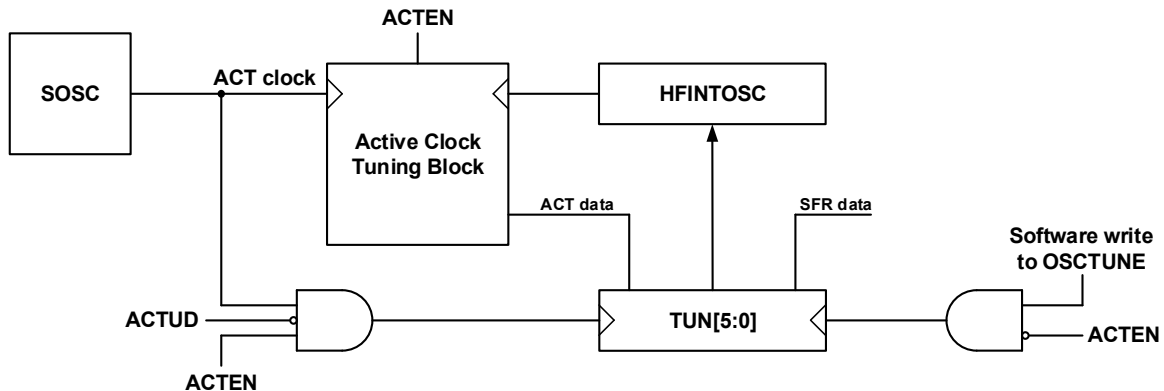 ACTEN
SOSC
ACT clock
HFINTOSC
Active Clock
Tuning Block
ACT data
SFR data
Software write
to OSCTUNE
ACTUD
TUN[5:0]
ACTEN
ACTEN